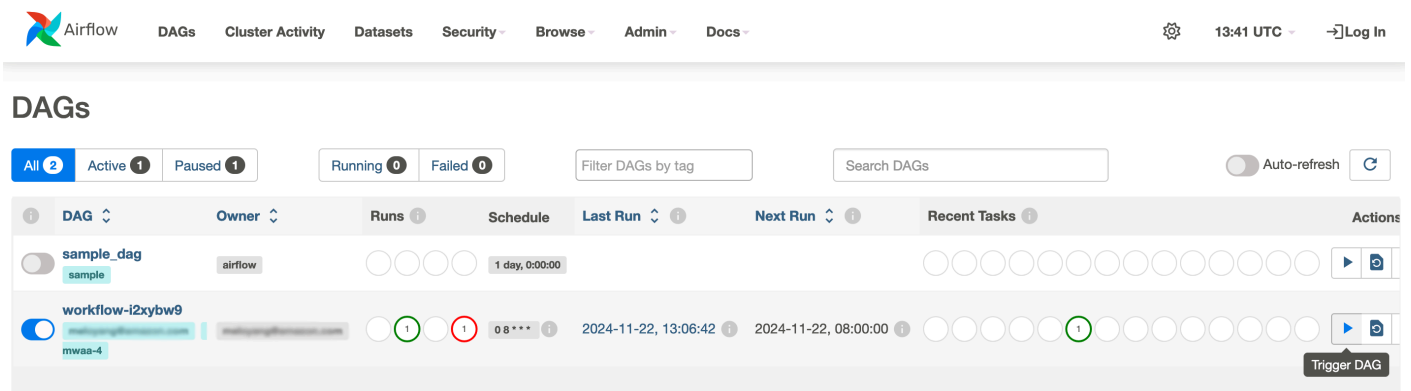 Airflow DAGs Cluster Activity Datasets Security Browse Admin Docs 13:41 UTC Log In
DAGs
All 2 Active 1 Paused 1 Running 0 Failed 0 Filter DAGs by tag Search DAGs Auto-refresh
DAG Owner Runs Schedule Last Run Next Run Recent Tasks Actions
sample_dag
sample airflow 1 day, 0:00:00
workflow-i2xybw9
1 1 0 8 * * * 2024-11-22, 13:06:42 2024-11-22, 08:00:00 1
mwaa-4
Trigger DAG